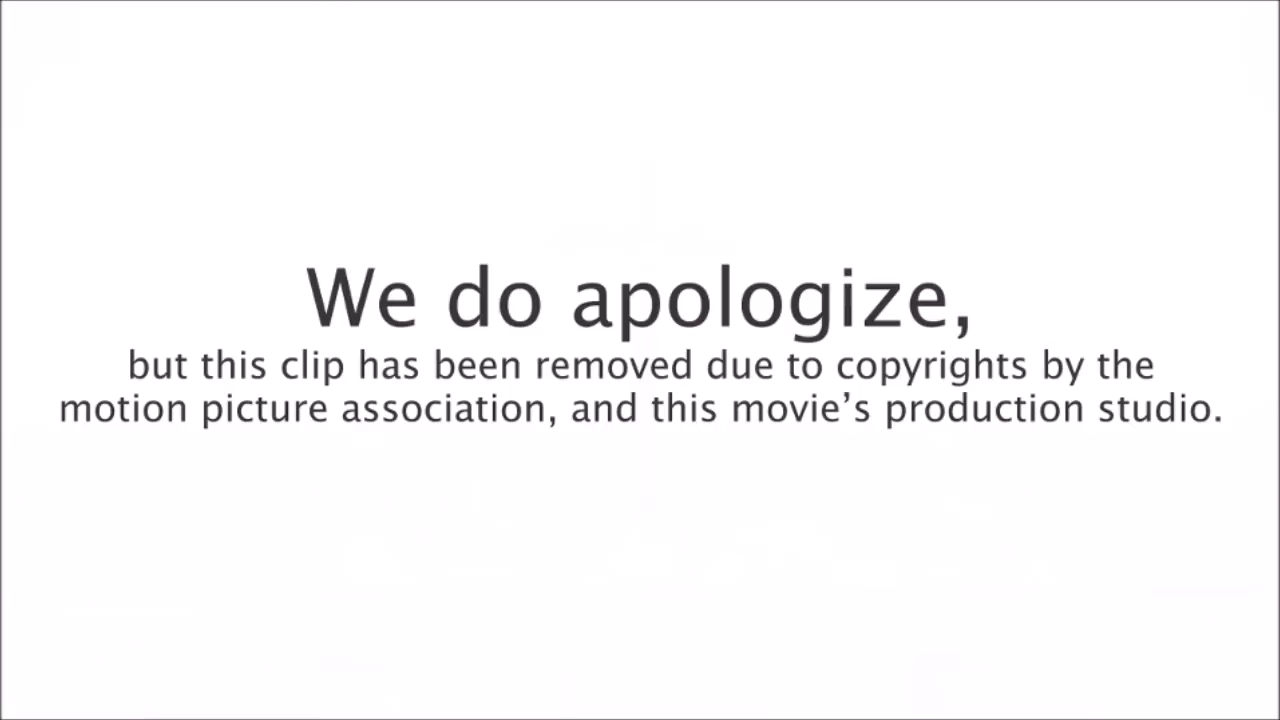 We do apologize,
but this clip has been removed due to copyrights by the
motion picture association, and this movie’s production studio.